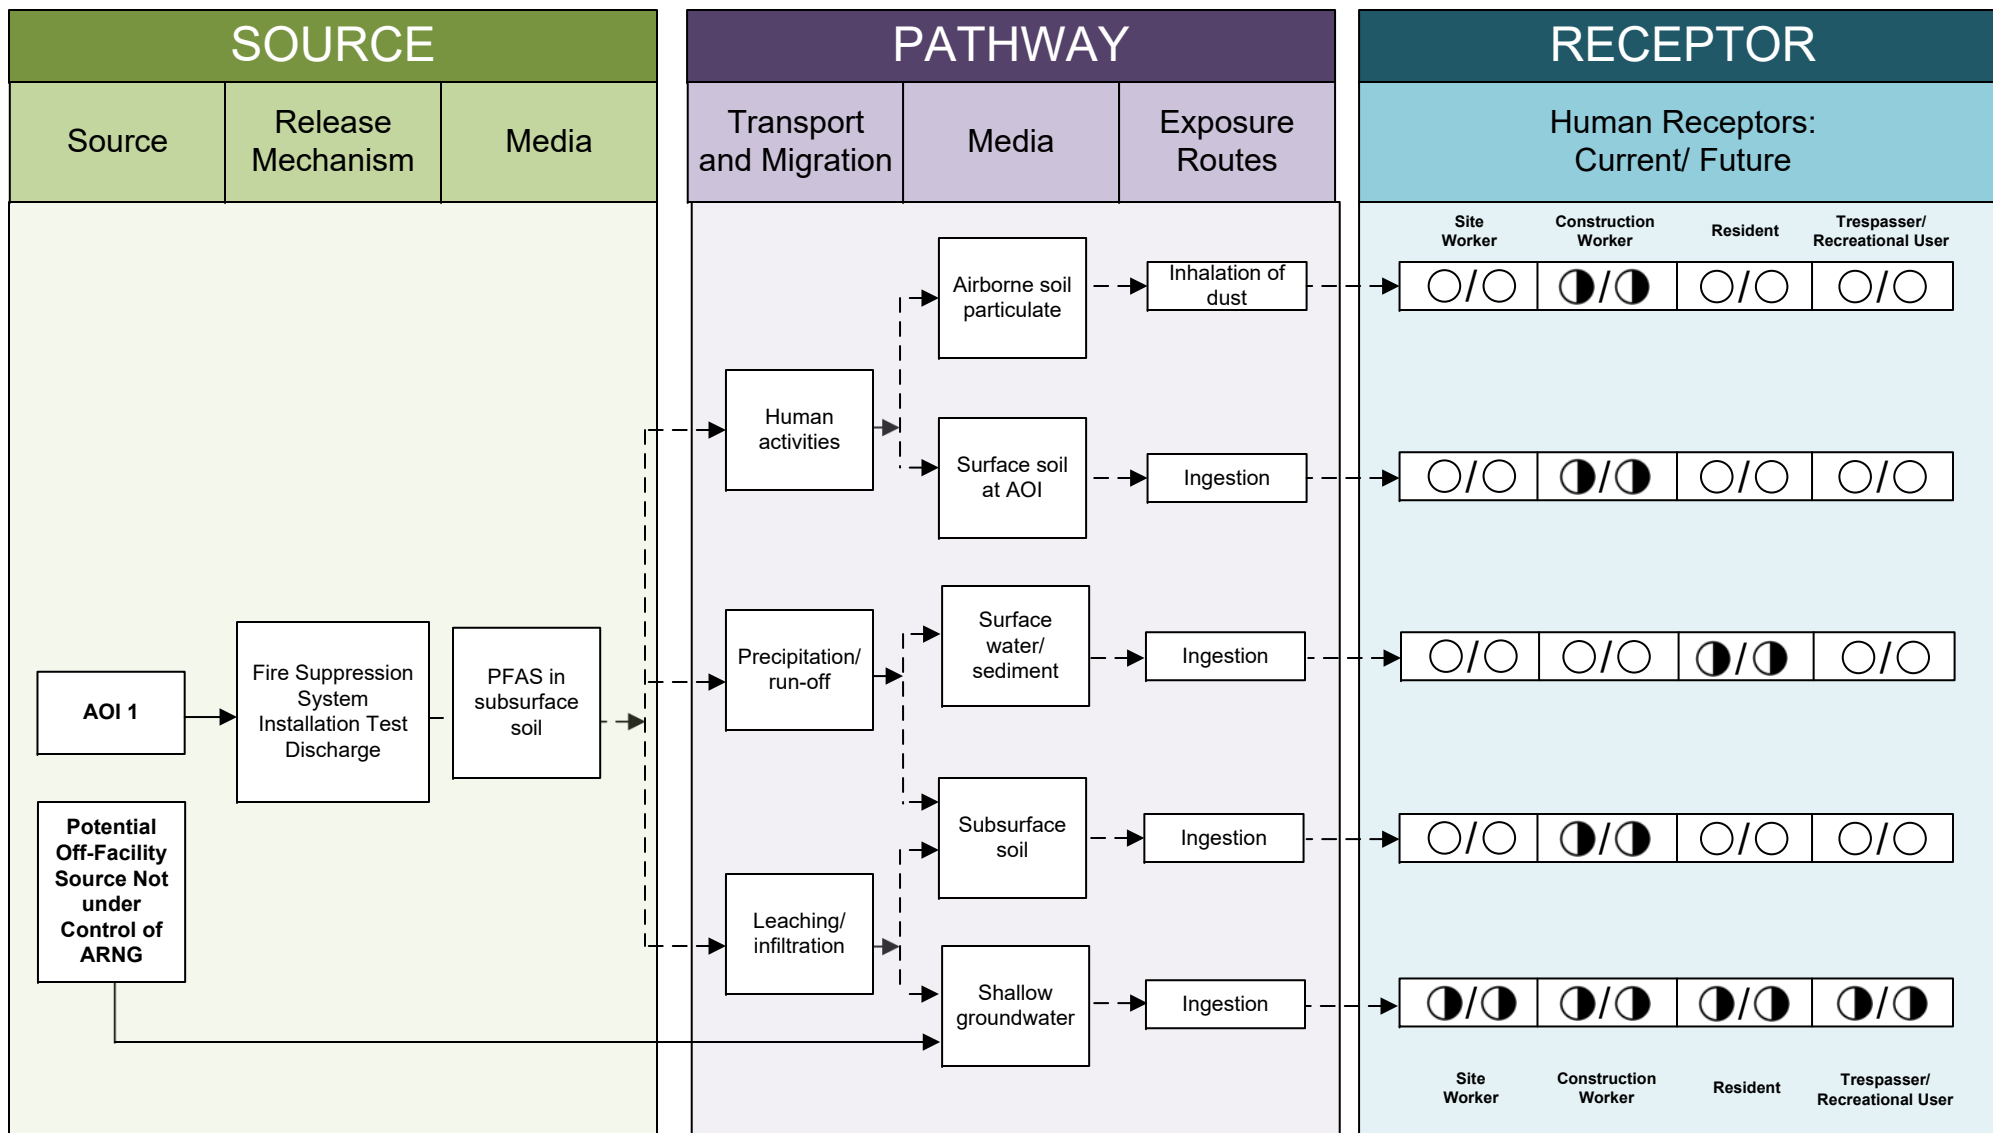 SOURCE
PATHWAY
RECEPTOR
Source
Release
Mechanism
Media
Transport
and Migration
Media
Exposure
Routes
Human Receptors:
Current/ Future
Site
Worker
Construction
Worker
Resident
Trespasser/
Recreational User
Airborne soil
particulate
Inhalation of
dust
/
/
/
/
Human
activities
Surface soil
at AOI
Ingestion
/
/
/
/
AOI 1
Fire Suppression
System
Installation Test
Discharge
PFAS in
subsurface
soil
Precipitation/
run-off
Surface
water/
sediment
Ingestion
/
/
/
/
Potential
Off-Facility
Source Not
under
Control of
ARNG
Subsurface
soil
Ingestion
/
/
/
/
Leaching/
infiltration
Shallow
groundwater
Ingestion
/
/
/
/
Site
Worker
Construction
Worker
Resident
Trespasser/
Recreational User